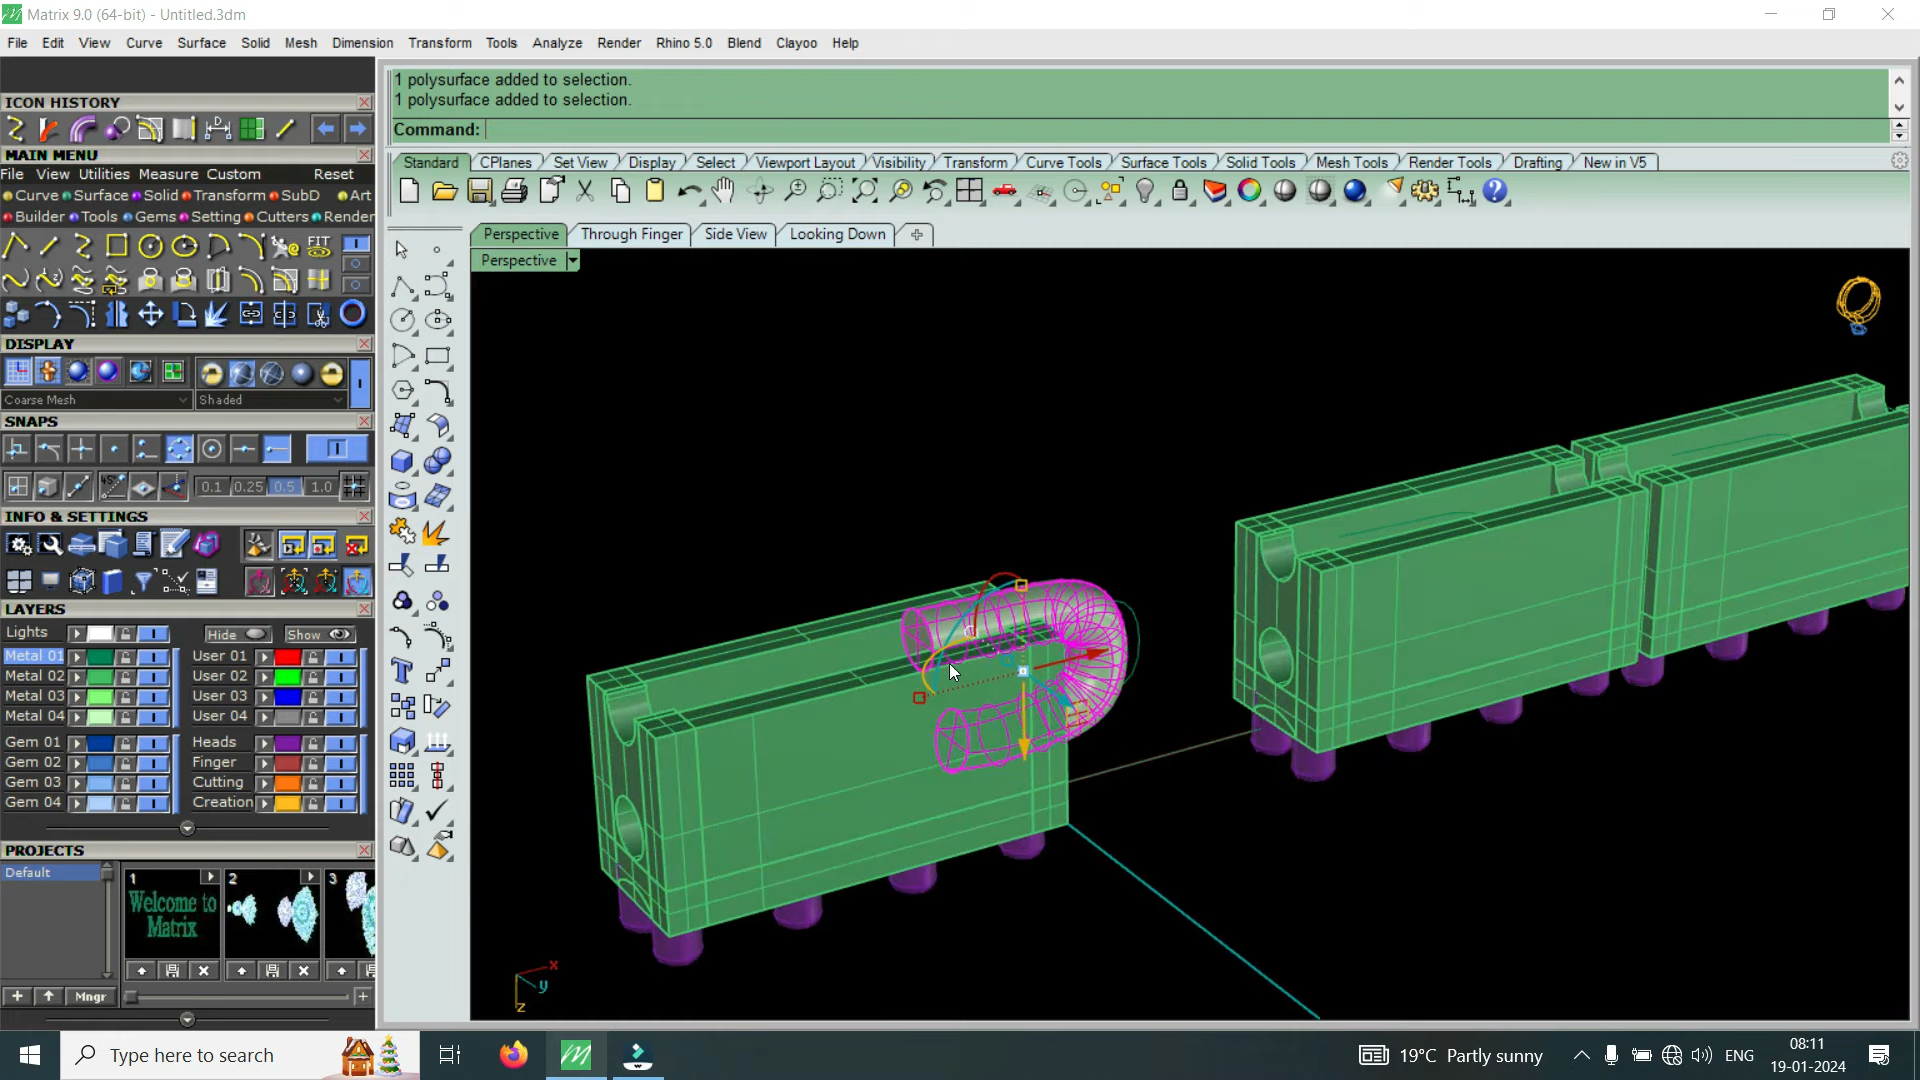 Matrix 9.0 (64-bit) - Untitled.3dm
File Edit View Curve Surface Solid Mesh Dimension Transform Tools Analyze Render Rhino 5.0 Blend Clayoo Help
1 polysurface added to selection.
1 polysurface added to selection.
Command:
ICON HISTORY
MAIN MENU
File View Utilities Measure Custom Reset
Curve Surface Solid Transform SubD Art
Builder Tools Gems Setting Cutters Render
FIT
Standard CPlanes Set View Display Select Viewport Layout Visibility Transform Curve Tools Surface Tools Solid Tools Mesh Tools Render Tools Drafting New in V5
Perspective Through Finger Side View Looking Down
Perspective
DISPLAY
Coarse Mesh Shaded
SNAPS
0.1 0.25 0.5 1.0
INFO & SETTINGS
LAYERS
Lights Hide Show
Metal 01 User 01
Metal 02 User 02
Metal 03 User 03
Metal 04 User 04
Gem 01 Heads
Gem 02 Finger
Gem 03 Cutting
Gem 04 Creation
PROJECTS
Default
1 2 3
Welcome to
Matrix
Mngr
x
y
z
Type here to search
19°C Partly sunny
ENG
08:11
19-01-2024